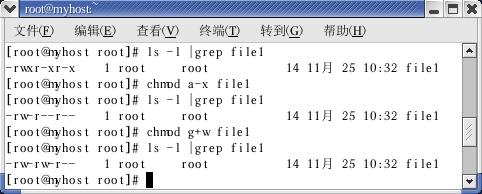 root@myhost:~
文件(F) 编辑(E) 查看(V) 终端(T) 转到(G) 帮助(H)
[root@myhost root]# ls -l |grep file1
-rwxr-xr-x 1 root root 14 11月 25 10:32 file1
[root@myhost root]# chmod a-x file1
[root@myhost root]# ls -l |grep file1
-rw-r--r-- 1 root root 14 11月 25 10:32 file1
[root@myhost root]# chmod g+w file1
[root@myhost root]# ls -l |grep file1
-rw-rw-r-- 1 root root 14 11月 25 10:32 file1
[root@myhost root]#